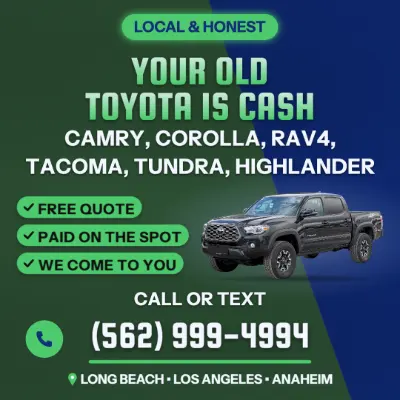 LOCAL & HONEST
YOUR OLD
TOYOTA IS CASH
CAMRY, COROLLA, RAV4,
TACOMA, TUNDRA, HIGHLANDER
FREE QUOTE
PAID ON THE SPOT
WE COME TO YOU
CALL OR TEXT
(562) 999-4994
LONG BEACH • LOS ANGELES • ANAHEIM